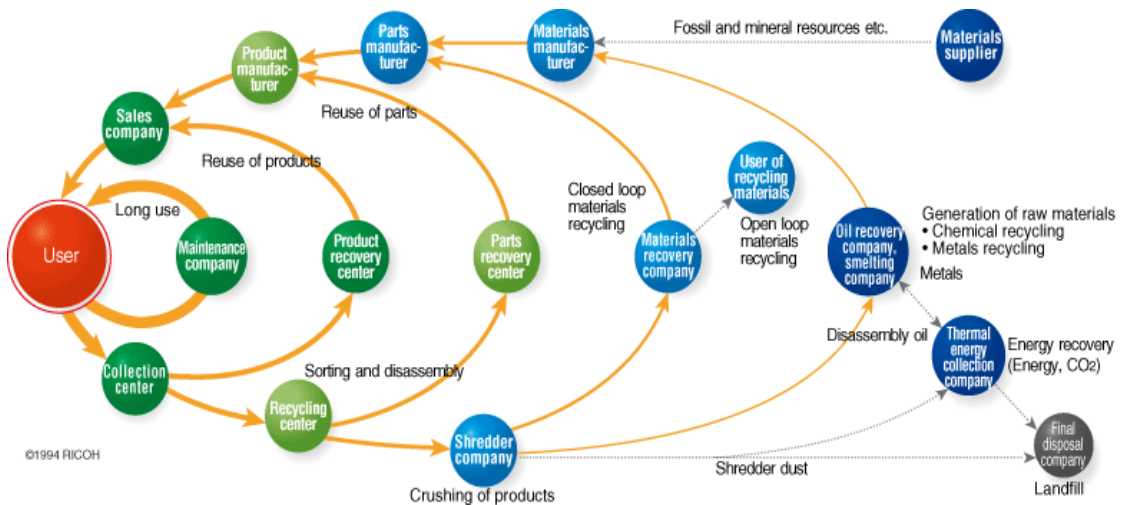 Fossil and mineral resources etc.
Materials
supplier
Materials
manufac-
turer
Parts
manufac-
turer
Product
manufac-
turer
Reuse of parts
Sales
company
Reuse of products
User of
recycling
materials
Closed loop
materials
recycling
Long use
User
Maintenance
company
Product
recovery
center
Parts
recovery
center
Materials
recovery
company
Open loop
materials
recycling
Oil recovery
company,
smelting
company
Generation of raw materials
• Chemical recycling
• Metals recycling
Metals
Disassembly oil
Thermal
energy
collection
company
Energy recovery
(Energy, CO2)
Collection
center
Sorting and disassembly
Recycling
center
Shredder
company
Crushing of products
Shredder dust
Final
disposal
company
Landfill
©1994 RICOH